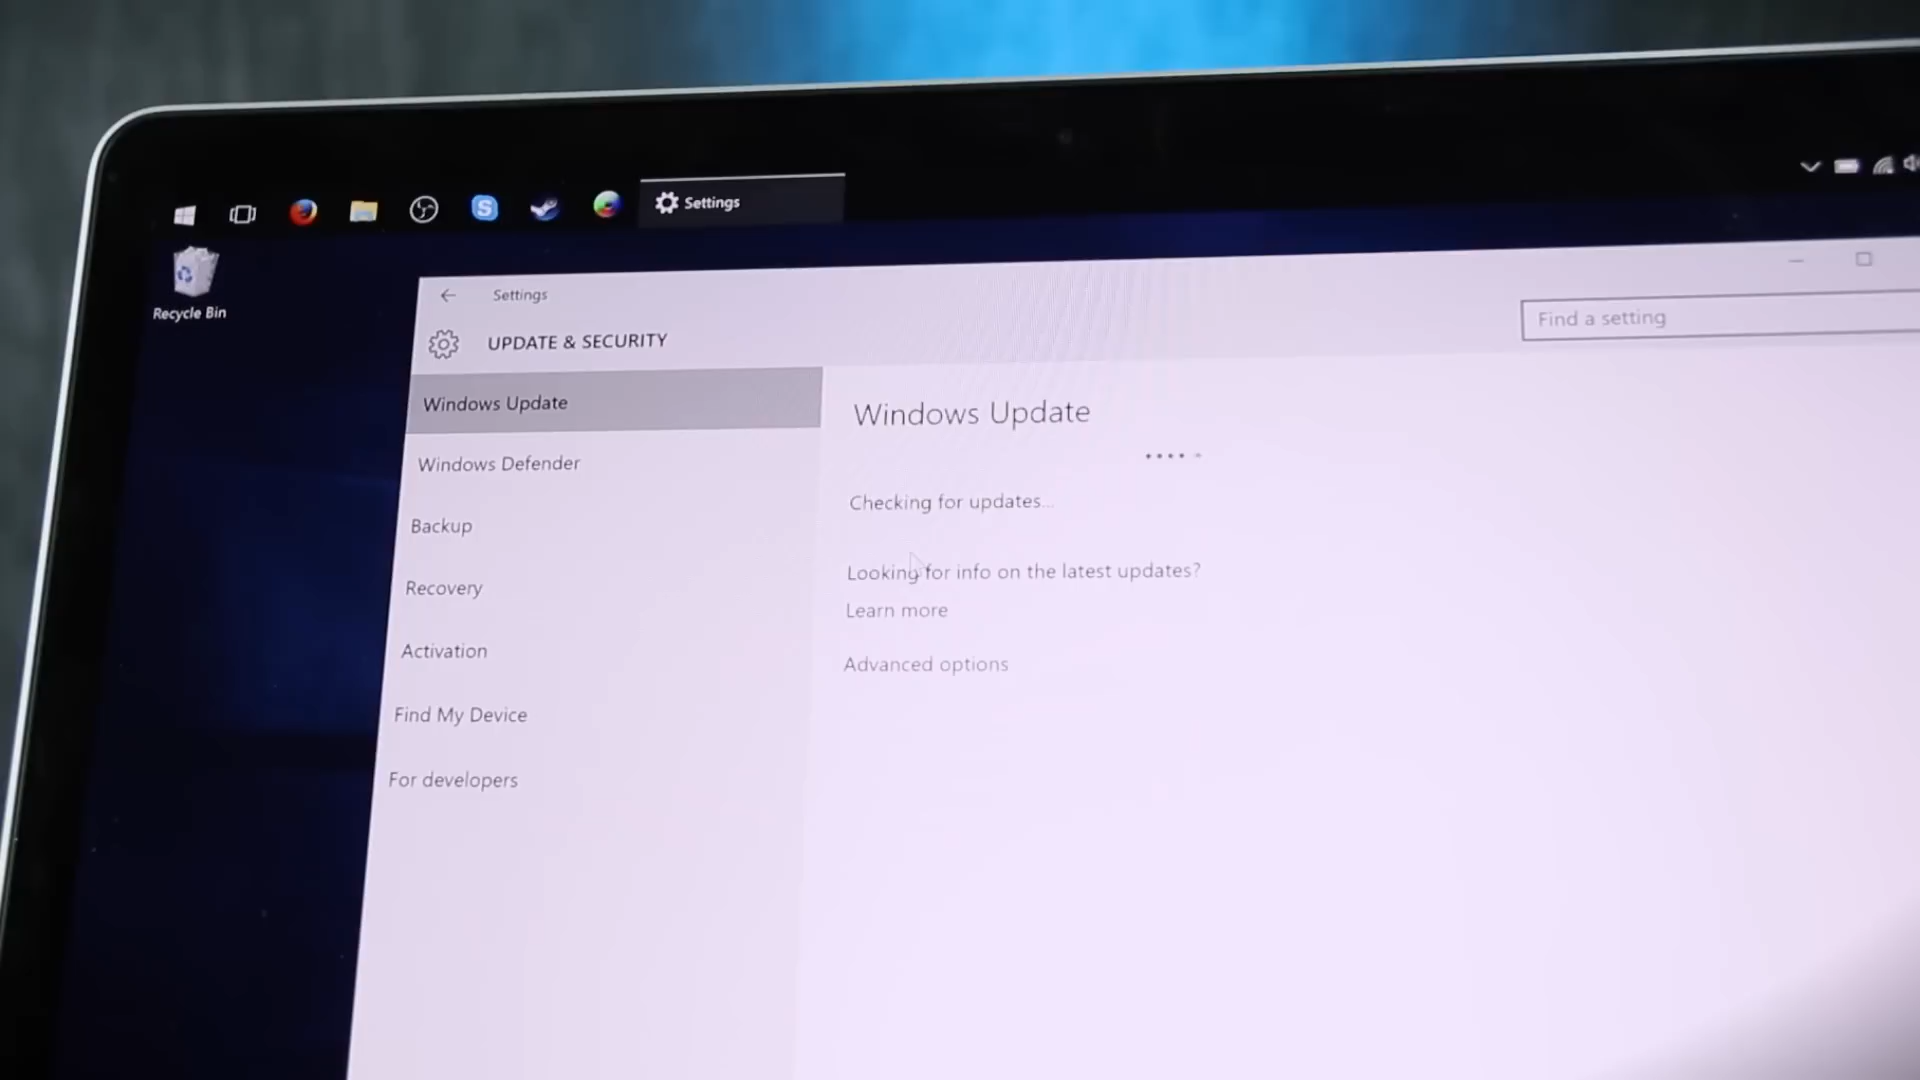 Settings
Recycle Bin
Settings
Find a setting
UPDATE & SECURITY
Windows Update
Windows Defender
Backup
Recovery
Activation
Find My Device
For developers
Windows Update
Checking for updates...
Looking for info on the latest updates?
Learn more
Advanced options